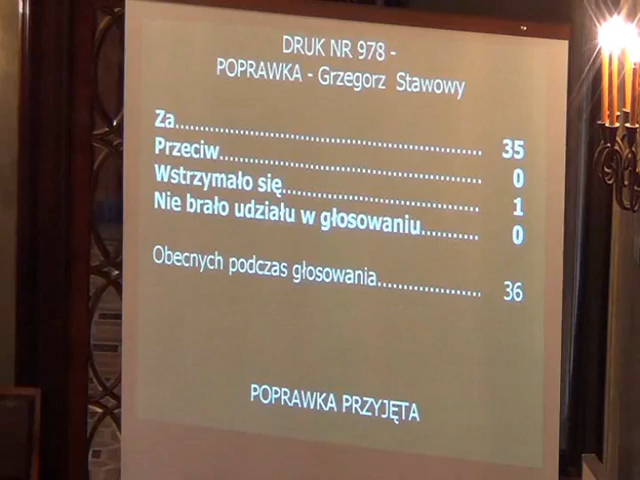 DRUK NR 978 -
POPRAWKA - Grzegorz Stawowy
Za.................................................. 35
Przeciw.......................................... 0
Wstrzymało się............................... 1
Nie brało udziału w głosowaniu......... 0
Obecnych podczas głosowania.................. 36
POPRAWKA PRZYJĘTA